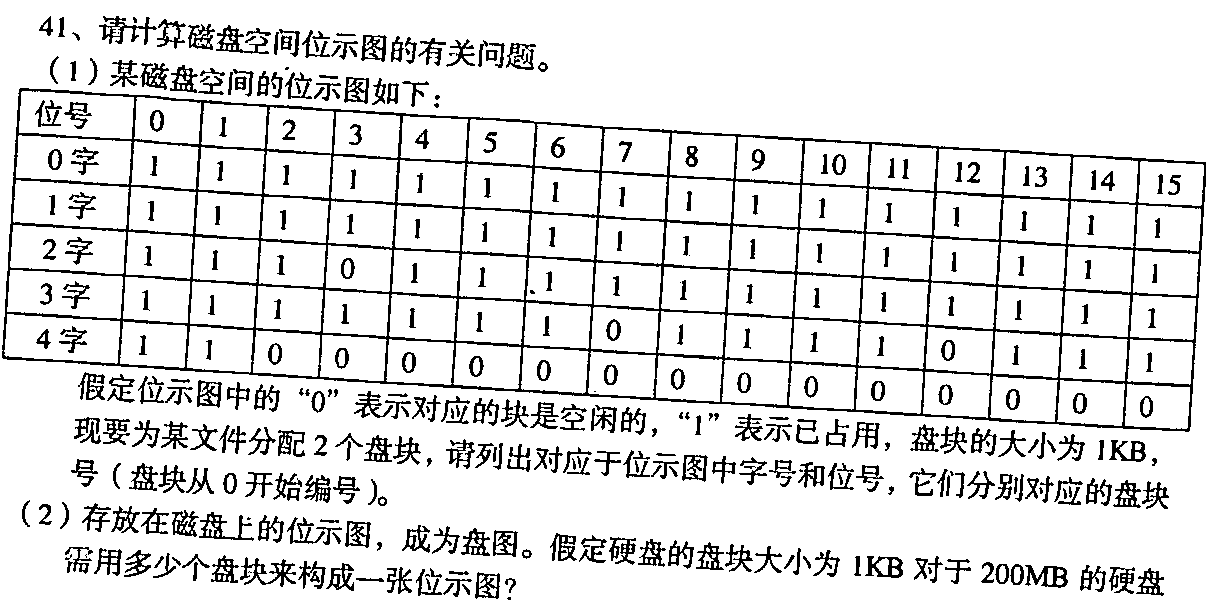 41、请计算磁盘空间位示图的有关问题。
（1）某磁盘空间的位示图如下：
位号 0 1 2 3 4 5 6 7 8 9 10 11 12 13 14 15
0字 1 1 1 1 1 1 1 1 1 1 1 1 1 1 1 1
1字 1 1 1 1 1 1 1 1 1 1 1 1 1 1 1 1
2字 1 1 1 0 1 1 1 1 1 1 1 1 1 1 1 1
3字 1 1 1 1 1 1 1 0 1 1 1 1 0 1 1 1
4字 1 1 0 0 0 0 0 0 0 0 0 0 0 0 0 0
假定位示图中的“0”表示对应的块是空闲的，“1”表示已占用，盘块的大小为1KB，
现要为某文件分配2个盘块，请列出对应于位示图中字号和位号，它们分别对应的盘块
号（盘块从0开始编号）。
（2）存放在磁盘上的位示图，成为盘图。假定硬盘的盘块大小为1KB对于200MB的硬盘
需用多少个盘块来构成一张位示图？